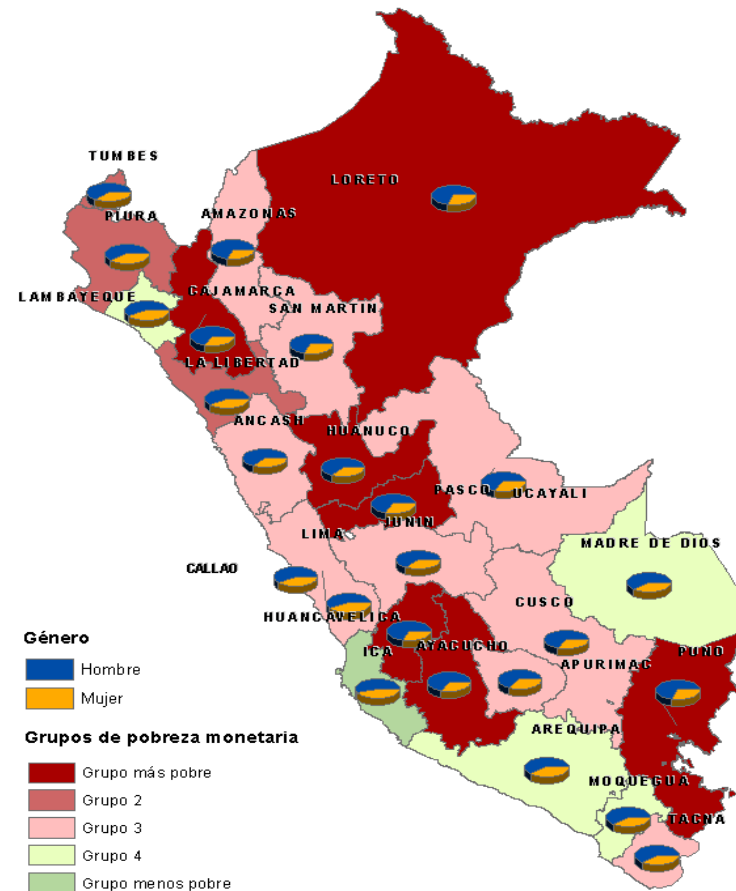 TUMBES
LORETO
PIURA
AMAZONAS
LAMBAYEQUE
CAJAMARCA
SAN MARTIN
LA LIBERTAD
ANCASH
HUÁNUCO
PASCO
UCAYALI
JUNIN
LIMA
MADRE DE DIOS
CALLAO
CUSCO
HUANCAVELICA
ICA
AYACUCHO
APURIMAC
PUNO
AREQUIPA
MOQUEGUA
TACNA
Género
Hombre
Mujer
Grupos de pobreza monetaria
Grupo más pobre
Grupo 2
Grupo 3
Grupo 4
Grupo menos pobre